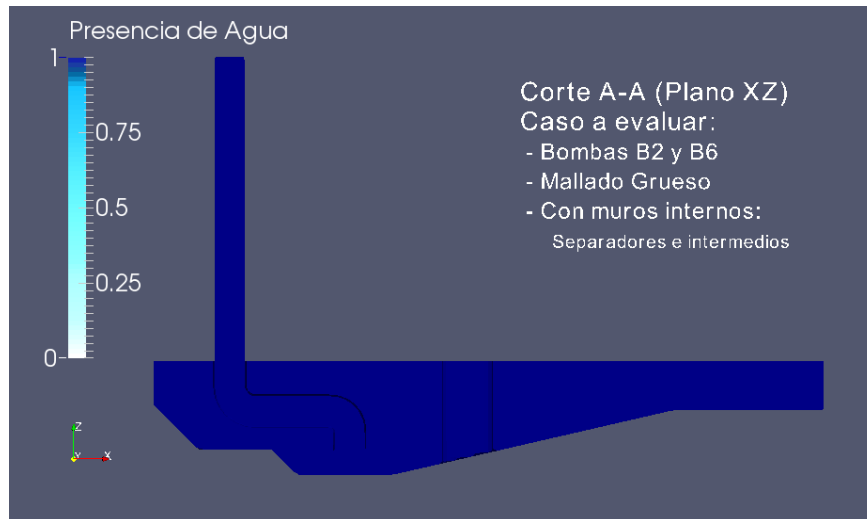 Presencia de Agua
1
0.75
0.5
0.25
0
Corte A-A (Plano XZ)
Caso a evaluar:
- Bombas B2 y B6
- Mallado Grueso
- Con muros internos:
Separadores e intermedios
Z
Y X